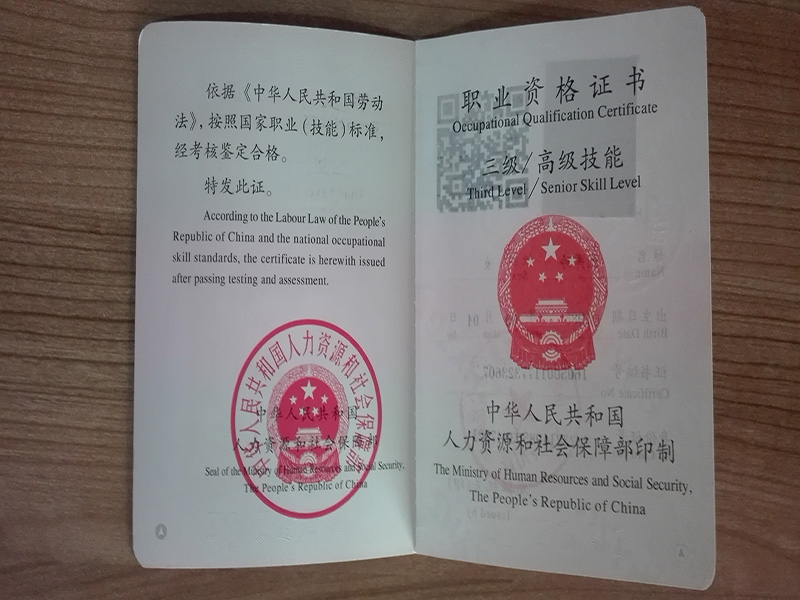 依据《中华人民共和国劳动
法》，按照国家职业（技能）标准，
经考核鉴定合格。
特发此证。
According to the Labour Law of the People's
Republic of China and the national occupational
skill standards, the certificate is herewith issued
after passing testing and assessment.
中华人民共和国人力资源和社会保障部
中华人民共和国
人力资源和社会保障部
Seal of the Ministry of Human Resources and Social Security,
The People's Republic of China
职业资格证书
Occupational Qualification Certificate
三级/高级技能
Third Level/Senior Skill Level
中华人民共和国
人力资源和社会保障部印制
The Ministry of Human Resources and Social Security,
The People's Republic of China